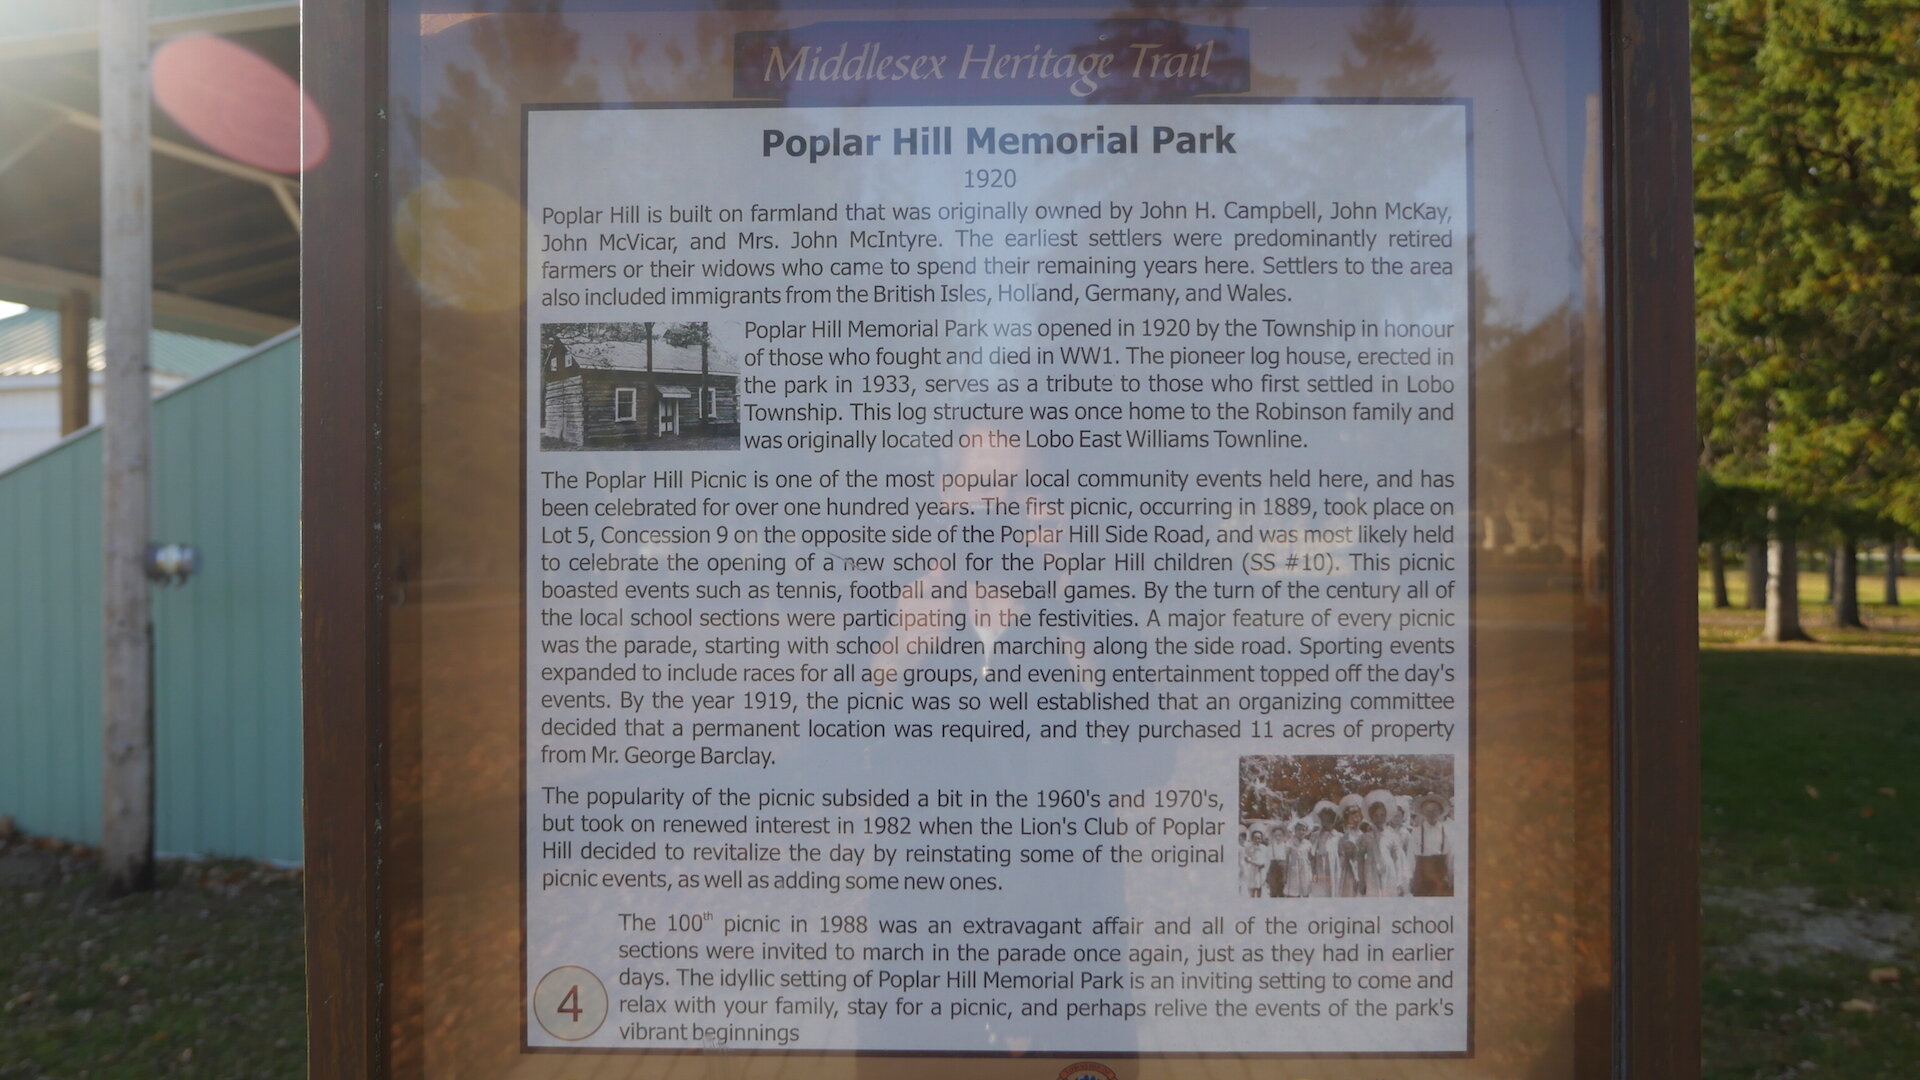 Middlesex Heritage Trail
Poplar Hill Memorial Park
1920
Poplar Hill is built on farmland that was originally owned by John H. Campbell, John McKay,
John McVicar, and Mrs. John McIntyre. The earliest settlers were predominantly retired
farmers or their widows who came to spend their remaining years here. Settlers to the area
also included immigrants from the British Isles, Holland, Germany, and Wales.
Poplar Hill Memorial Park was opened in 1920 by the Township in honour
of those who fought and died in WW1. The pioneer log house, erected in
the park in 1933, serves as a tribute to those who first settled in Lobo
Township. This log structure was once home to the Robinson family and
was originally located on the Lobo East Williams Townline.
The Poplar Hill Picnic is one of the most popular local community events held here, and has
been celebrated for over one hundred years. The first picnic, occurring in 1889, took place on
Lot 5, Concession 9 on the opposite side of the Poplar Hill Side Road, and was most likely held
to celebrate the opening of a new school for the Poplar Hill children (SS #10). This picnic
boasted events such as tennis, football and baseball games. By the turn of the century all of
the local school sections were participating in the festivities. A major feature of every picnic
was the parade, starting with school children marching along the side road. Sporting events
expanded to include races for all age groups, and evening entertainment topped off the day's
events. By the year 1919, the picnic was so well established that an organizing committee
decided that a permanent location was required, and they purchased 11 acres of property
from Mr. George Barclay.
The popularity of the picnic subsided a bit in the 1960's and 1970's,
but took on renewed interest in 1982 when the Lion's Club of Poplar
Hill decided to revitalize the day by reinstating some of the original
picnic events, as well as adding some new ones.
The 100th picnic in 1988 was an extravagant affair and all of the original school
sections were invited to march in the parade once again, just as they had in earlier
days. The idyllic setting of Poplar Hill Memorial Park is an inviting setting to come and
relax with your family, stay for a picnic, and perhaps relive the events of the park's
vibrant beginnings
4